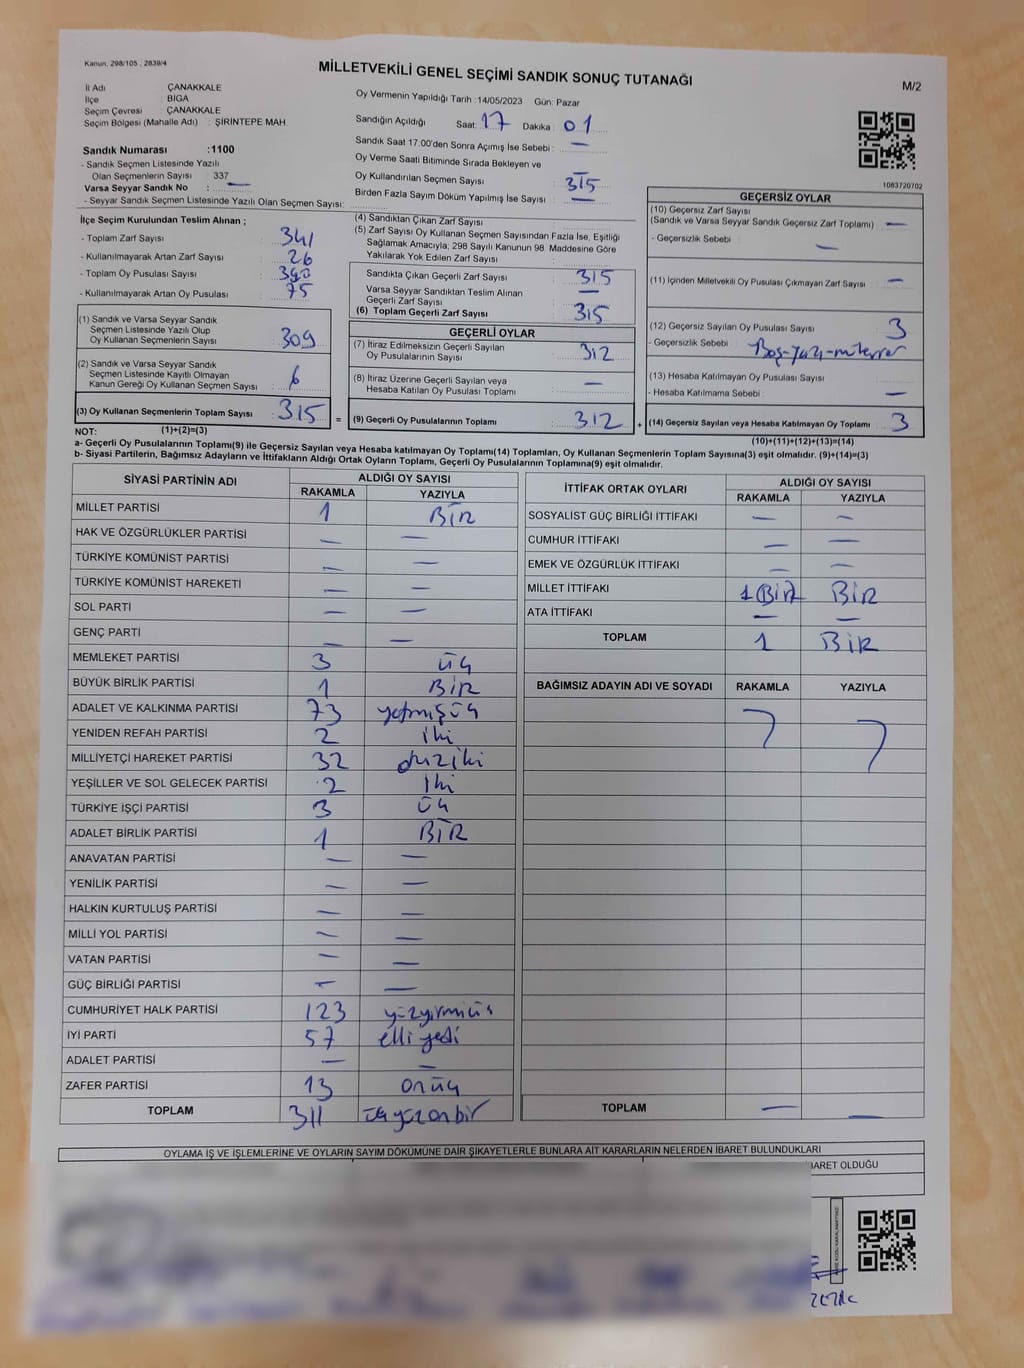 Kanun, 298/105 , 2839/4
MİLLETVEKİLİ GENEL SEÇİMİ SANDIK SONUÇ TUTANAĞI
M/2
İl Adı : ÇANAKKALE
İlçe : BİGA
Seçim Çevresi : ÇANAKKALE
Seçim Bölgesi (Mahalle Adı) : ŞİRİNTEPE MAH.
Oy Vermenin Yapıldığı Tarih :14/05/2023 Gün: Pazar
Sandığın Açıldığı Saat: 17 Dakika : 01
Sandık Saat 17.00'den Sonra Açımış İse Sebebi : —
Oy Verme Saati Bitiminde Sırada Bekleyen ve
Oy Kullandırılan Seçmen Sayısı : 315
Birden Fazla Sayım Döküm Yapılmış İse Sayısı : —
Sandık Numarası :1100
- Sandık Seçmen Listesinde Yazılı
Olan Seçmenlerin Sayısı : 337
Varsa Seyyar Sandık No : —
- Seyyar Sandık Seçmen Listesinde Yazılı Olan Seçmen Sayısı:
1083720702
İlçe Seçim Kurulundan Teslim Alınan ;
- Toplam Zarf Sayısı : 341
- Kullanılmayarak Artan Zarf Sayısı : 26
- Toplam Oy Pusulası Sayısı :
- Kullanılmayarak Artan Oy Pusulası : 75
(1) Sandık ve Varsa Seyyar Sandık
Seçmen Listesinde Yazılı Olup
Oy Kullanan Seçmenlerin Sayısı : 309
(2) Sandık ve Varsa Seyyar Sandık
Seçmen Listesinde Kayıtlı Olmayan
Kanun Gereği Oy Kullanan Seçmen Sayısı : 6
(3) Oy Kullanan Seçmenlerin Toplam Sayısı : 315
(4) Sandıktan Çıkan Zarf Sayısı :
(5) Zarf Sayısı Oy Kullanan Seçmen Sayısından Fazla İse, Eşitliği
Sağlamak Amacıyla, 298 Sayılı Kanunun 98. Maddesine Göre
Yakılarak Yok Edilen Zarf Sayısı :
Sandıkta Çıkan Geçerli Zarf Sayısı : 315
Varsa Seyyar Sandıktan Teslim Alınan
Geçerli Zarf Sayısı : —
(6) Toplam Geçerli Zarf Sayısı : 315
GEÇERLİ OYLAR
(7) İtiraz Edilmeksizin Geçerli Sayılan
Oy Pusulalarının Sayısı : 312
(8) İtiraz Üzerine Geçerli Sayılan veya
Hesaba Katılan Oy Pusulası Toplamı : —
= (9) Geçerli Oy Pusulalarının Toplamı : 312
GEÇERSİZ OYLAR
(10) Geçersiz Zarf Sayısı
(Sandık ve Varsa Seyyar Sandık Geçersiz Zarf Toplamı) : —
- Geçersizlik Sebebi : —
(11) İçinden Milletvekili Oy Pusulası Çıkmayan Zarf Sayısı : —
(12) Geçersiz Sayılan Oy Pusulası Sayısı : 3
- Geçersizlik Sebebi : Boş-Yazı-
(13) Hesaba Katılmayan Oy Pusulası Sayısı :
- Hesaba Katılmama Sebebi : —
+ (14) Geçersiz Sayılan veya Hesaba Katılmayan Oy Toplamı : 3
NOT: (1)+(2)=(3)
(10)+(11)+(12)+(13)=(14)
a- Geçerli Oy Pusulalarının Toplamı(9) ile Geçersiz Sayılan veya Hesaba katılmayan Oy Toplamı(14) Toplamları, Oy Kullanan Seçmenlerin Toplam Sayısına(3) eşit olmalıdır. (9)+(14)=(3)
b- Siyasi Partilerin, Bağımsız Adayların ve İttifakların Aldığı Ortak Oyların Toplamı, Geçerli Oy Pusulalarının Toplamına(9) eşit olmalıdır.
SİYASİ PARTİNİN ADI ALDIĞI OY SAYISI
RAKAMLA YAZIYLA
MİLLET PARTİSİ 1 BİR
HAK VE ÖZGÜRLÜKLER PARTİSİ — —
TÜRKİYE KOMÜNİST PARTİSİ — —
TÜRKİYE KOMÜNİST HAREKETİ — —
SOL PARTİ — —
GENÇ PARTİ — —
MEMLEKET PARTİSİ 3 üç
BÜYÜK BİRLİK PARTİSİ 1 BİR
ADALET VE KALKINMA PARTİSİ 73 yetmişüç
YENİDEN REFAH PARTİSİ 2 iki
MİLLİYETÇİ HAREKET PARTİSİ 32 otuziki
YEŞİLLER VE SOL GELECEK PARTİSİ 2 iki
TÜRKİYE İŞÇİ PARTİSİ 3 üç
ADALET BİRLİK PARTİSİ 1 BİR
ANAVATAN PARTİSİ — —
YENİLİK PARTİSİ — —
HALKIN KURTULUŞ PARTİSİ — —
MİLLİ YOL PARTİSİ — —
VATAN PARTİSİ — —
GÜÇ BİRLİĞİ PARTİSİ — —
CUMHURİYET HALK PARTİSİ 123 yüzyirmiüç
İYİ PARTİ 57 elliyedi
ADALET PARTİSİ — —
ZAFER PARTİSİ 13 onüç
TOPLAM 311 üçyüzonbir
İTTİFAK ORTAK OYLARI ALDIĞI OY SAYISI
RAKAMLA YAZIYLA
SOSYALİST GÜÇ BİRLİĞİ İTTİFAKI — —
CUMHUR İTTİFAKI — —
EMEK VE ÖZGÜRLÜK İTTİFAKI — —
MİLLET İTTİFAKI 1 (BİR) BİR
ATA İTTİFAKI — —
TOPLAM 1 BİR
BAĞIMSIZ ADAYIN ADI VE SOYADI RAKAMLA YAZIYLA
TOPLAM — —
OYLAMA İŞ VE İŞLEMLERİNE VE OYLARIN SAYIM DÖKÜMÜNE DAİR ŞİKAYETLERLE BUNLARA AİT KARARLARIN NELERDEN İBARET BULUNDUKLARI
İBARET OLDUĞU